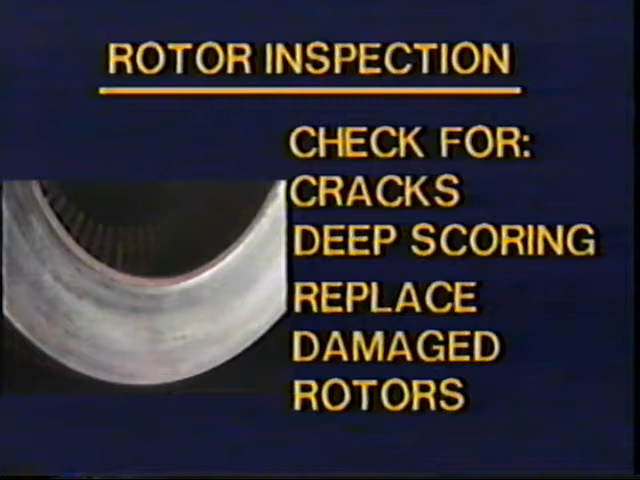 ROTOR INSPECTION
CHECK FOR:
CRACKS
DEEP SCORING
REPLACE
DAMAGED
ROTORS